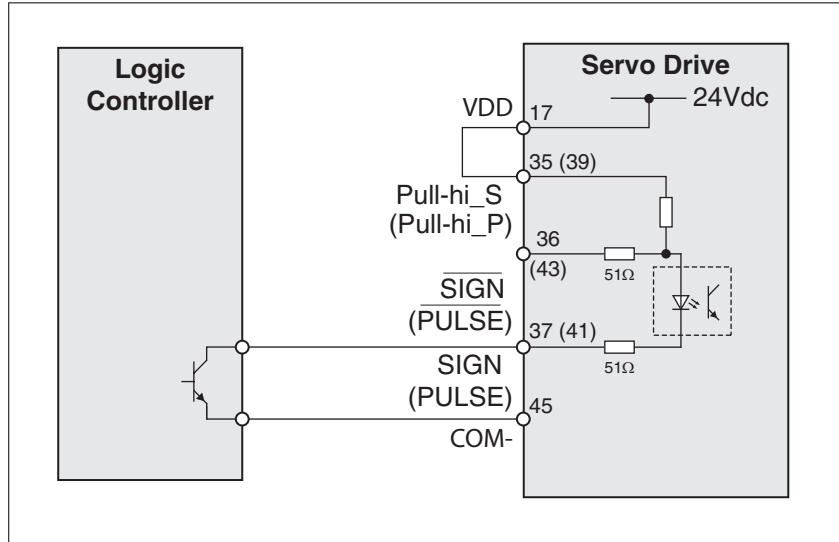 Logic
Controller
Servo Drive
24Vdc
VDD
17
35 (39)
Pull-hi_S
(Pull-hi_P)
36
(43)
51Ω
SIGN
(PULSE)
37 (41)
51Ω
SIGN
(PULSE)
45
COM-